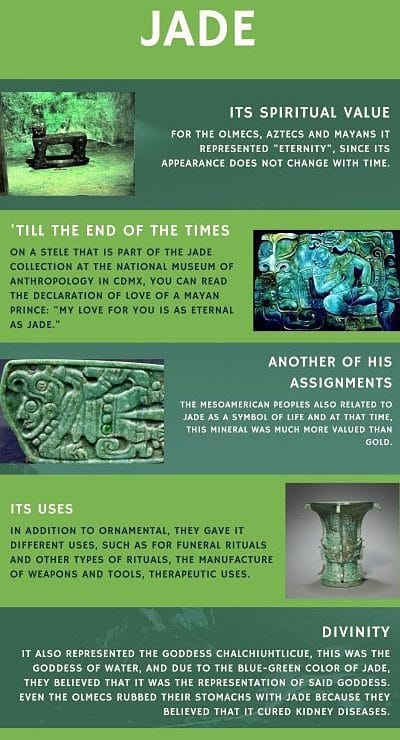 JADE
ITS SPIRITUAL VALUE
FOR THE OLMECS, AZTECS AND MAYANS IT
REPRESENTED "ETERNITY", SINCE ITS
APPEARANCE DOES NOT CHANGE WITH TIME.
'TILL THE END OF THE TIMES
ON A STELE THAT IS PART OF THE JADE
COLLECTION AT THE NATIONAL MUSEUM OF
ANTHROPOLOGY IN CDMX, YOU CAN READ
THE DECLARATION OF LOVE OF A MAYAN
PRINCE: "MY LOVE FOR YOU IS AS ETERNAL
AS JADE."
ANOTHER OF HIS
ASSIGNMENTS
THE MESOAMERICAN PEOPLES ALSO RELATED TO
JADE AS A SYMBOL OF LIFE AND AT THAT TIME,
THIS MINERAL WAS MUCH MORE VALUED THAN
GOLD.
ITS USES
IN ADDITION TO ORNAMENTAL, THEY GAVE IT
DIFFERENT USES, SUCH AS FOR FUNERAL RITUALS
AND OTHER TYPES OF RITUALS, THE MANUFACTURE
OF WEAPONS AND TOOLS, THERAPEUTIC USES.
DIVINITY
IT ALSO REPRESENTED THE GODDESS CHALCHIUHTLICUE, THIS WAS THE
GODDESS OF WATER, AND DUE TO THE BLUE-GREEN COLOR OF JADE,
THEY BELIEVED THAT IT WAS THE REPRESENTATION OF SAID GODDESS.
EVEN THE OLMECS RUBBED THEIR STOMACHS WITH JADE BECAUSE THEY
BELIEVED THAT IT CURED KIDNEY DISEASES.